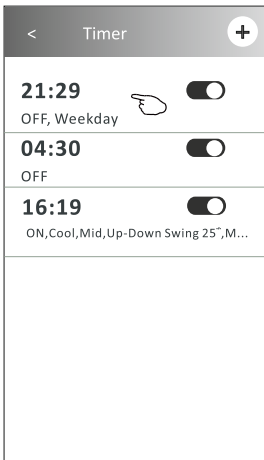 < Timer +
21:29
OFF, Weekday
04:30
OFF
16:19
ON,Cool,Mid,Up-Down Swing 25°,M...